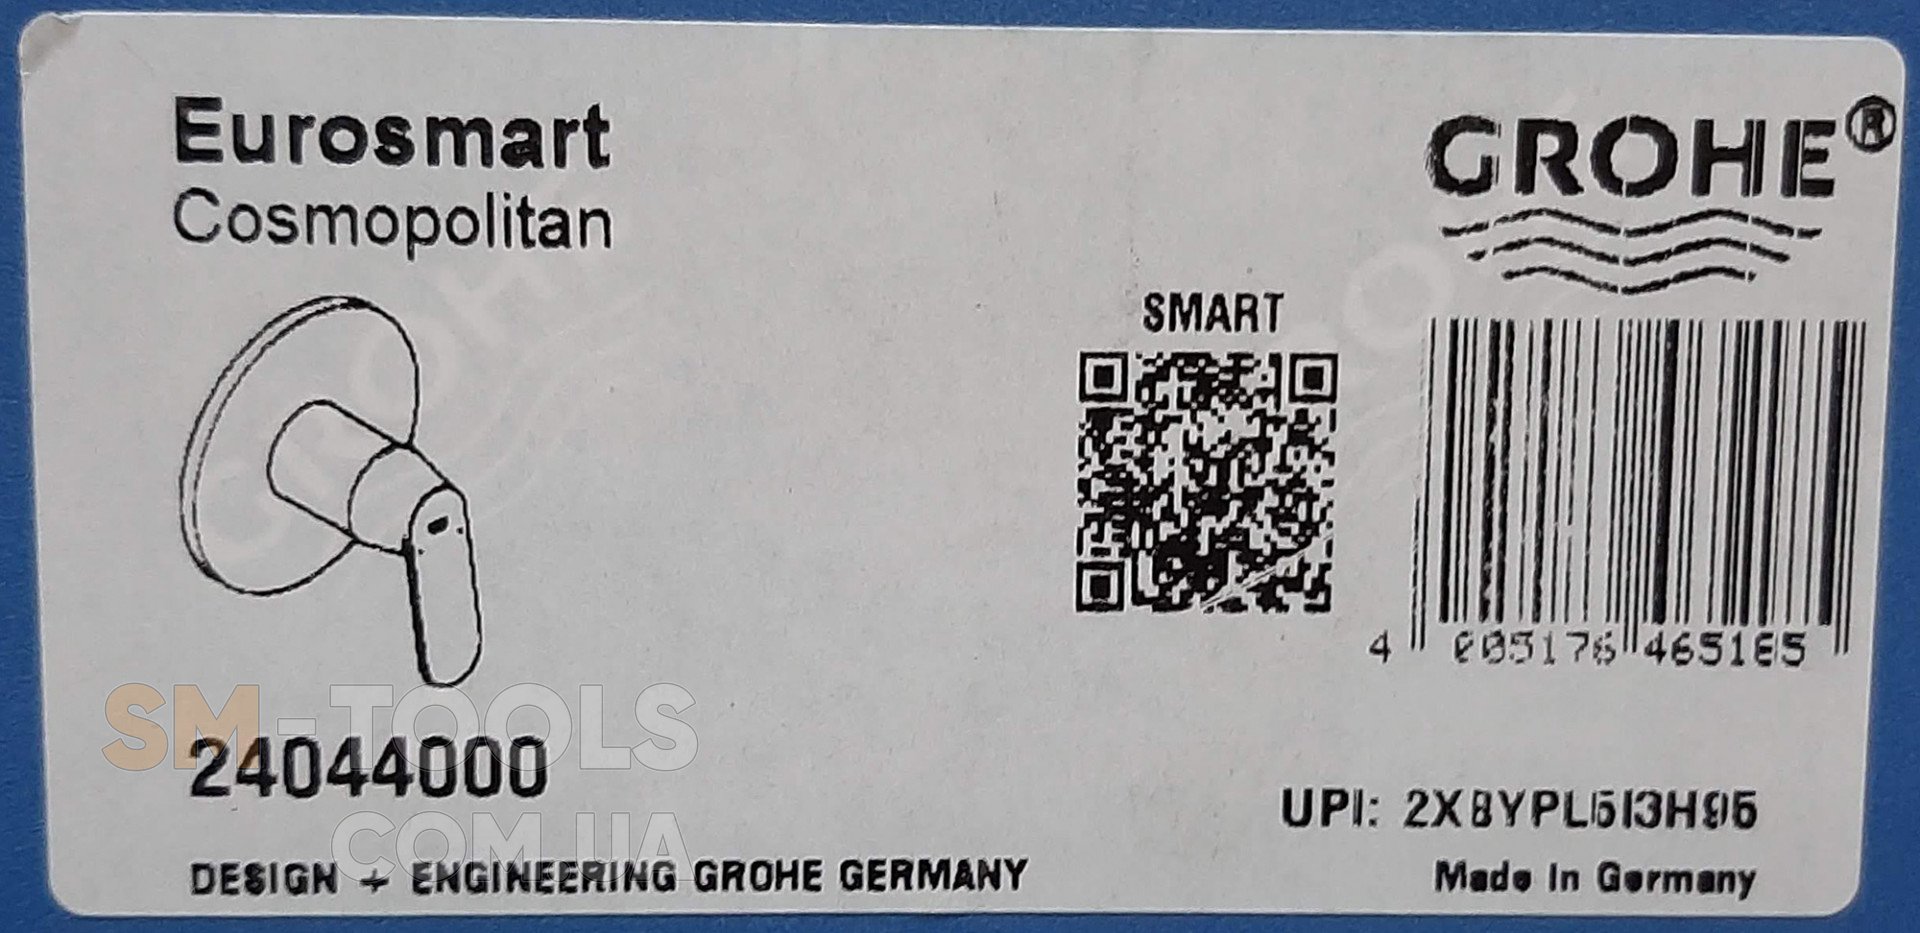 Eurosmart
Cosmopolitan
GROHE®
SMART
4 005176 465165
SM-TOOLS
24044000
COM.UA
UPI:
DESIGN + ENGINEERING GROHE GERMANY
Made In Germany